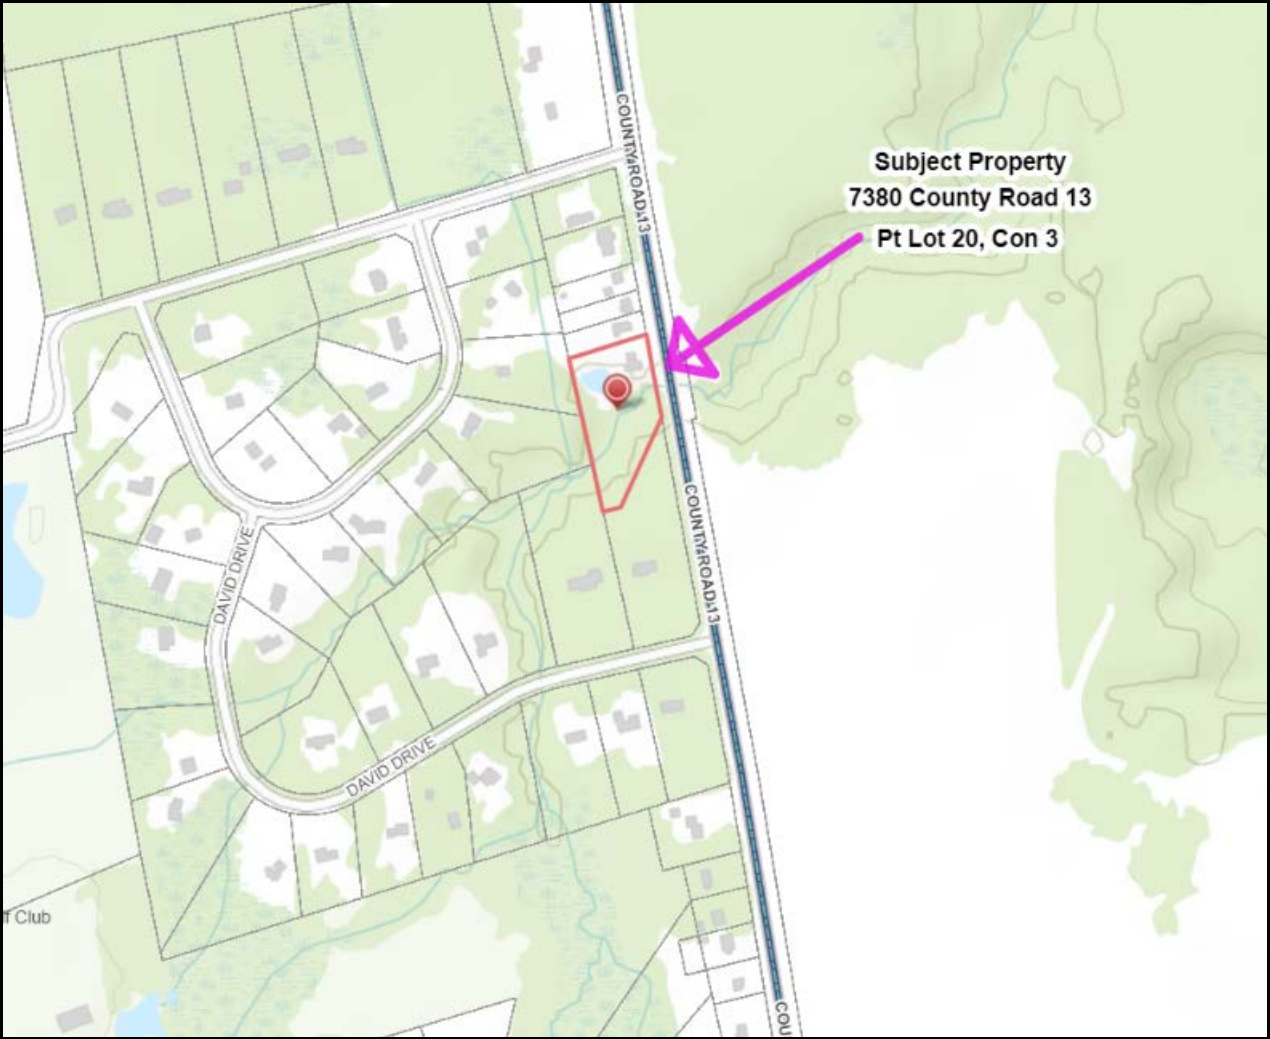 COUNTY ROAD 13
Subject Property
7380 County Road 13
Pt Lot 20, Con 3
COUNTY ROAD 13
DAVID DRIVE
DAVID DRIVE
f Club
COU